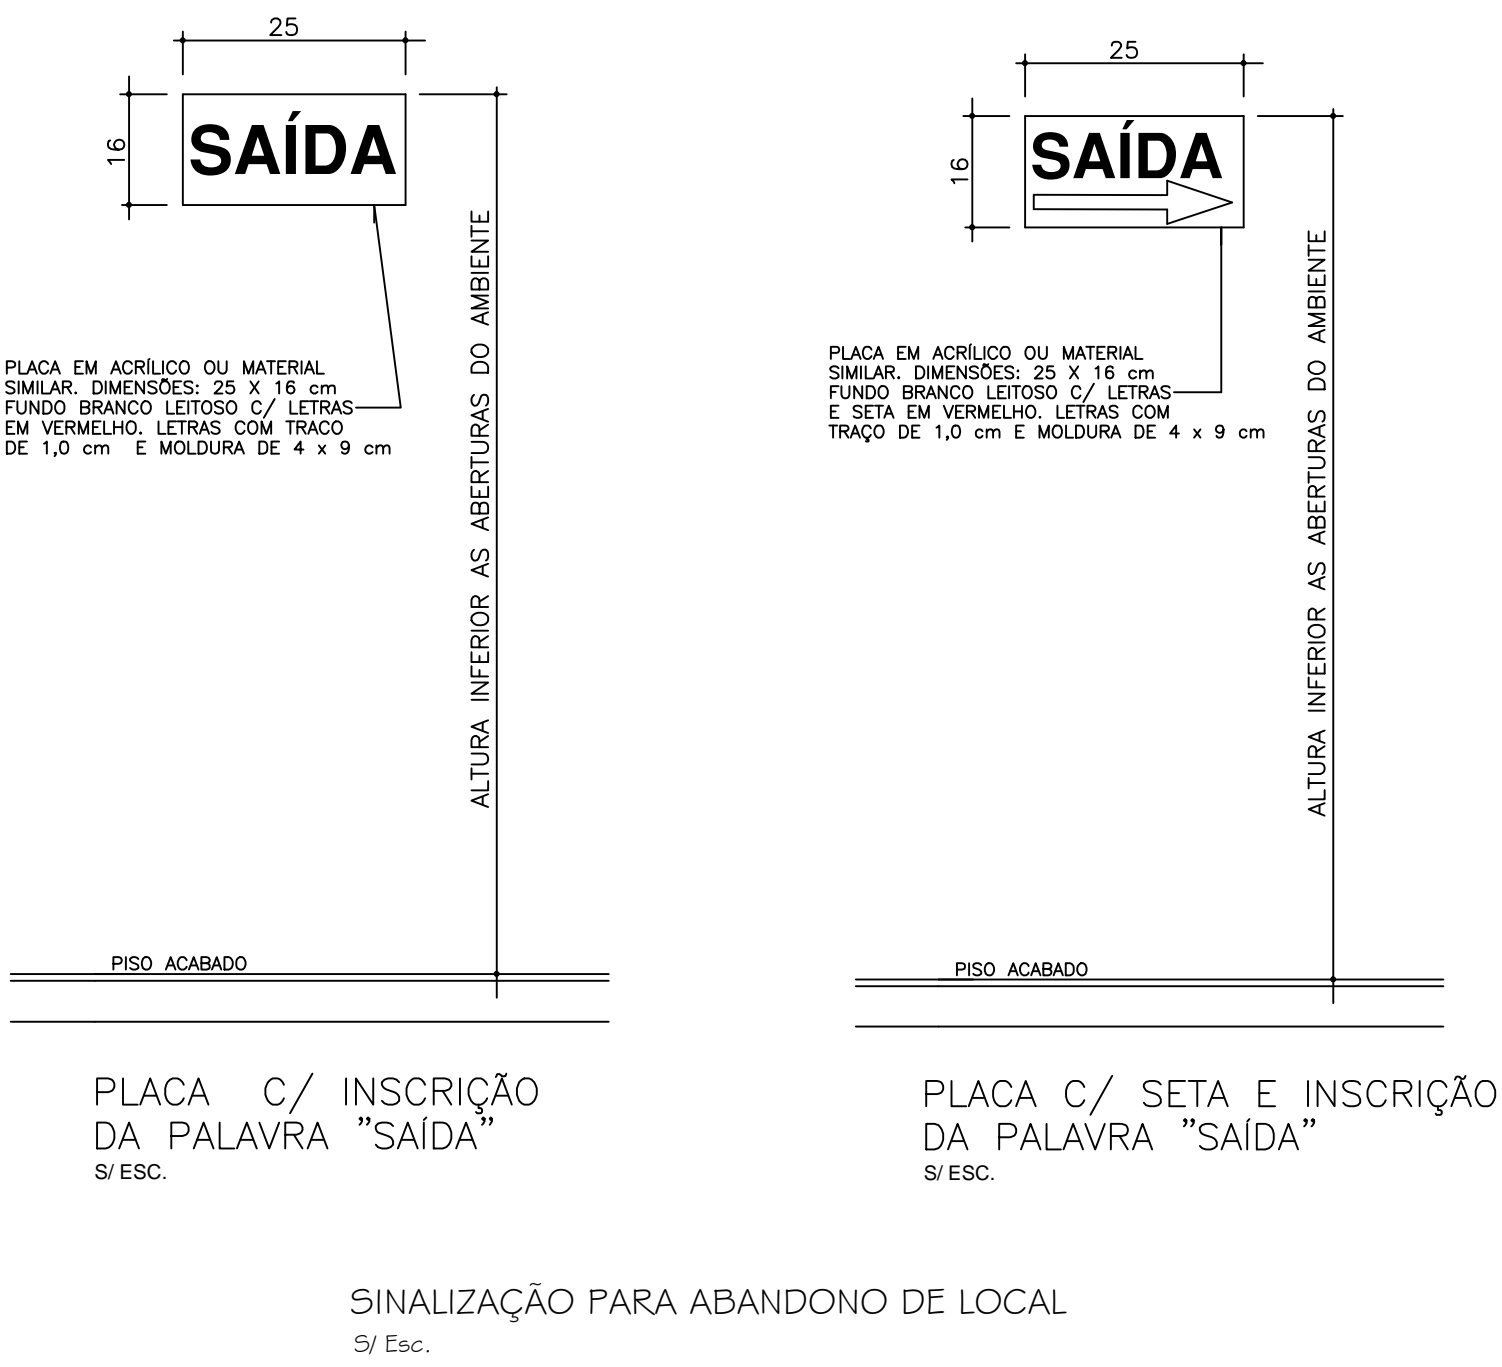 25
16
SAÍDA
PLACA EM ACRÍLICO OU MATERIAL
SIMILAR. DIMENSÕES: 25 X 16 cm
FUNDO BRANCO LEITOSO C/ LETRAS
EM VERMELHO. LETRAS COM TRACO
DE 1,0 cm E MOLDURA DE 4 x 9 cm
ALTURA INFERIOR AS ABERTURAS DO AMBIENTE
PISO ACABADO
PLACA C/ INSCRIÇÃO
DA PALAVRA "SAÍDA"
S/ ESC.
25
16
SAÍDA
PLACA EM ACRÍLICO OU MATERIAL
SIMILAR. DIMENSÕES: 25 X 16 cm
FUNDO BRANCO LEITOSO C/ LETRAS
E SETA EM VERMELHO. LETRAS COM
TRAÇO DE 1,0 cm E MOLDURA DE 4 x 9 cm
ALTURA INFERIOR AS ABERTURAS DO AMBIENTE
PISO ACABADO
PLACA C/ SETA E INSCRIÇÃO
DA PALAVRA "SAÍDA"
S/ ESC.
SINALIZAÇÃO PARA ABANDONO DE LOCAL
S/ Esc.